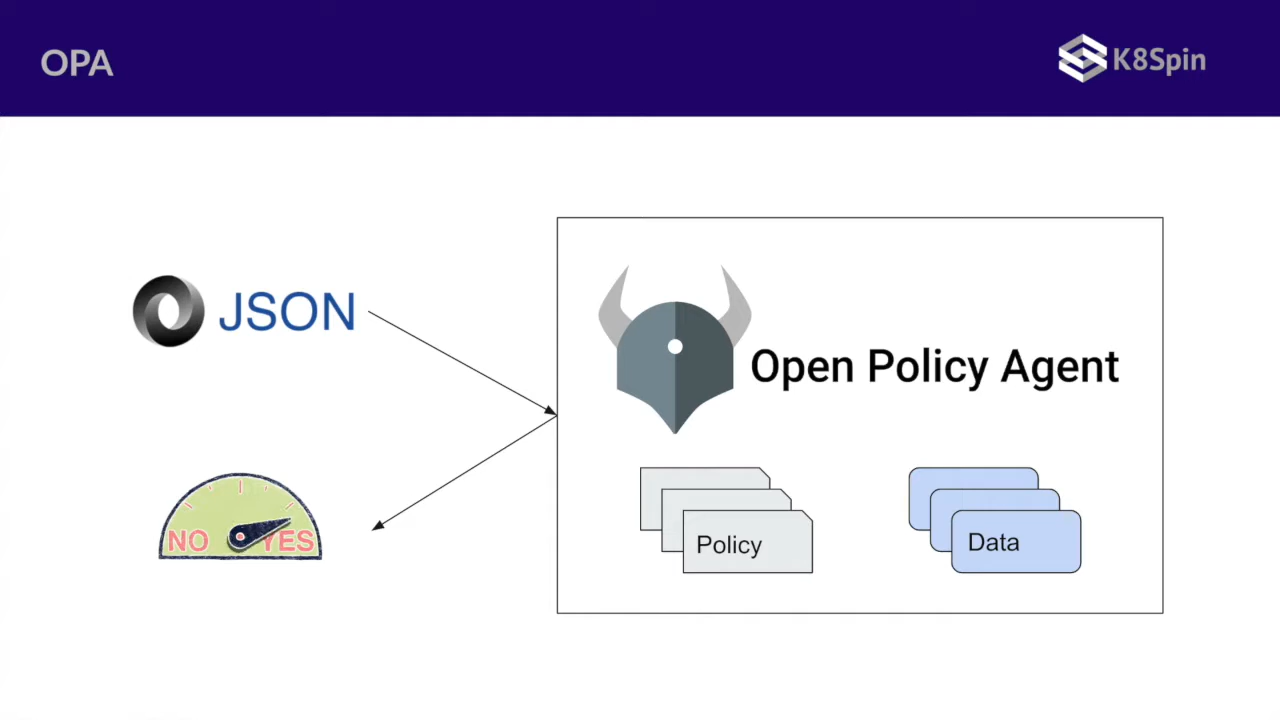 OPA
K8Spin
JSON
Open Policy Agent
NO YES
Policy
Data